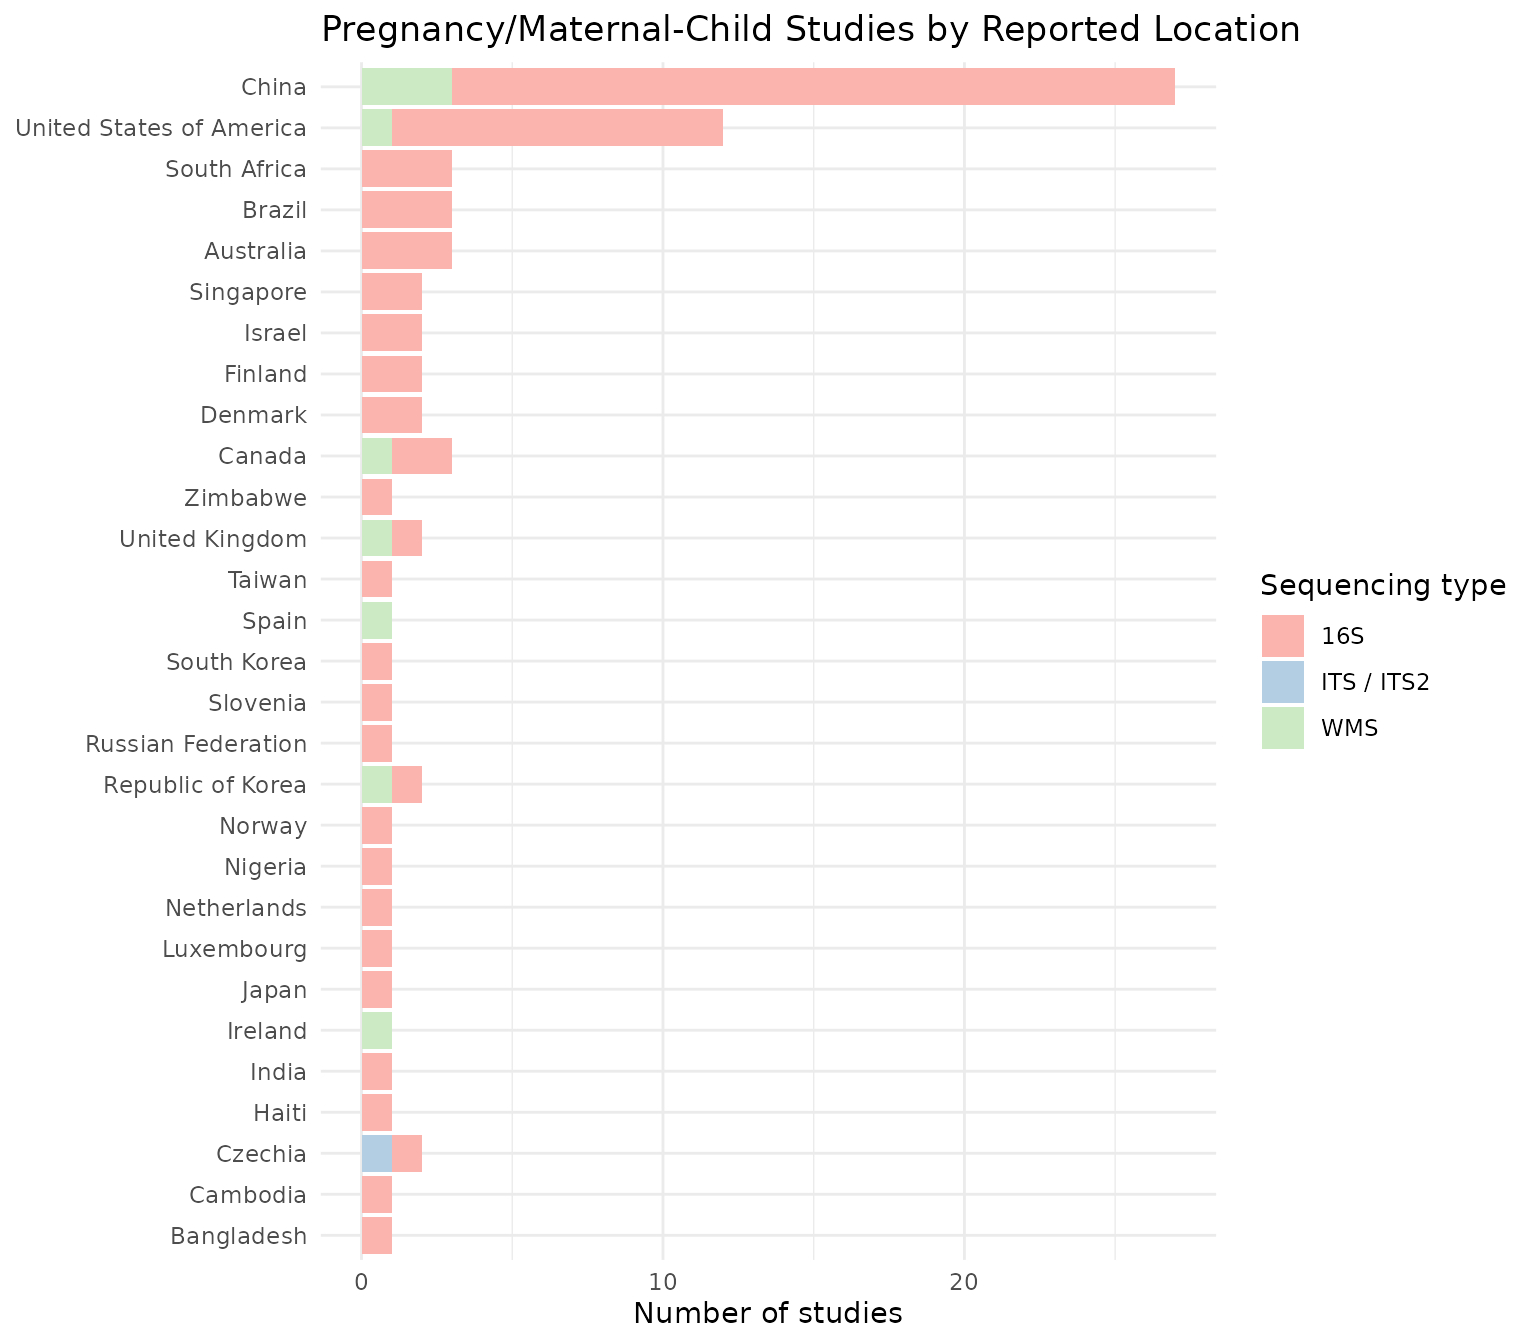 Pregnancy/Maternal-Child Studies by Reported Location
China
United States of America
South Africa
Brazil
Australia
Singapore
Israel
Finland
Denmark
Canada
Zimbabwe
United Kingdom
Taiwan
Spain
South Korea
Slovenia
Russian Federation
Republic of Korea
Norway
Nigeria
Netherlands
Luxembourg
Japan
Ireland
India
Haiti
Czechia
Cambodia
Bangladesh
0 10 20
Number of studies
Sequencing type
16S
ITS / ITS2
WMS